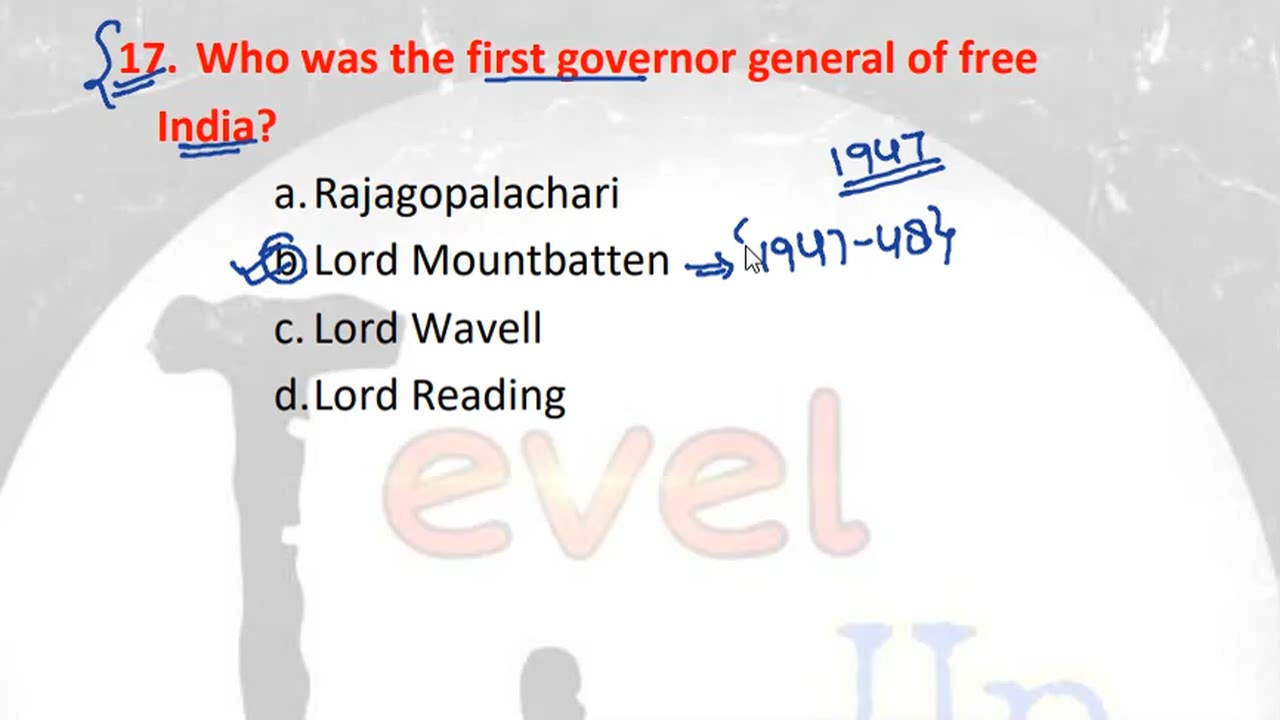 17. Who was the first governor general of free
India?
1947
a. Rajagopalachari
b Lord Mountbatten → {1947-48}
c. Lord Wavell
d. Lord Reading
evel
Up